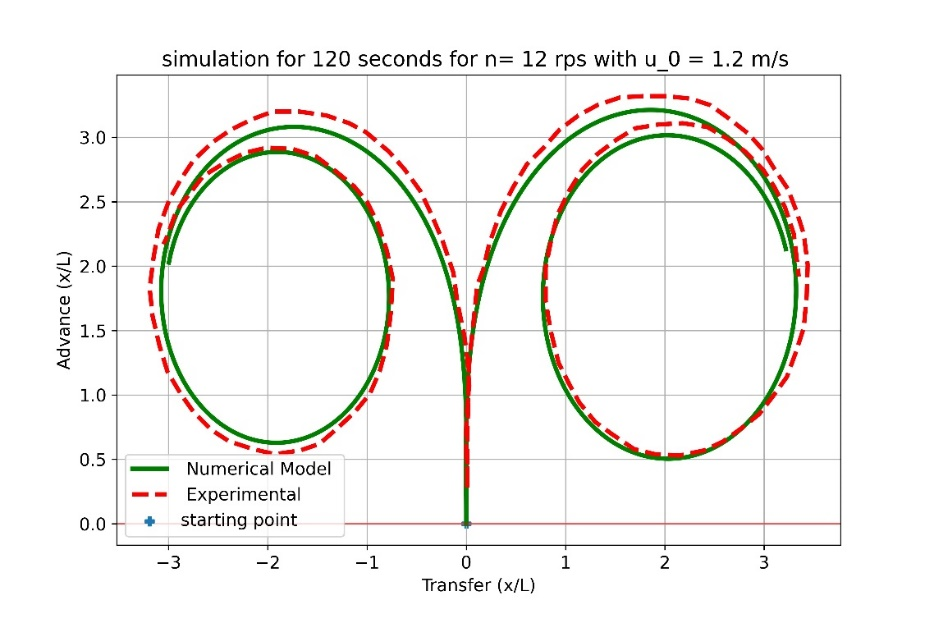 simulation for 120 seconds for n= 12 rps with u_0 = 1.2 m/s
Advance (x/L)
3.0
2.5
2.0
1.5
1.0
0.5
0.0
Numerical Model
Experimental
starting point
−3 −2 −1 0 1 2 3
Transfer (x/L)